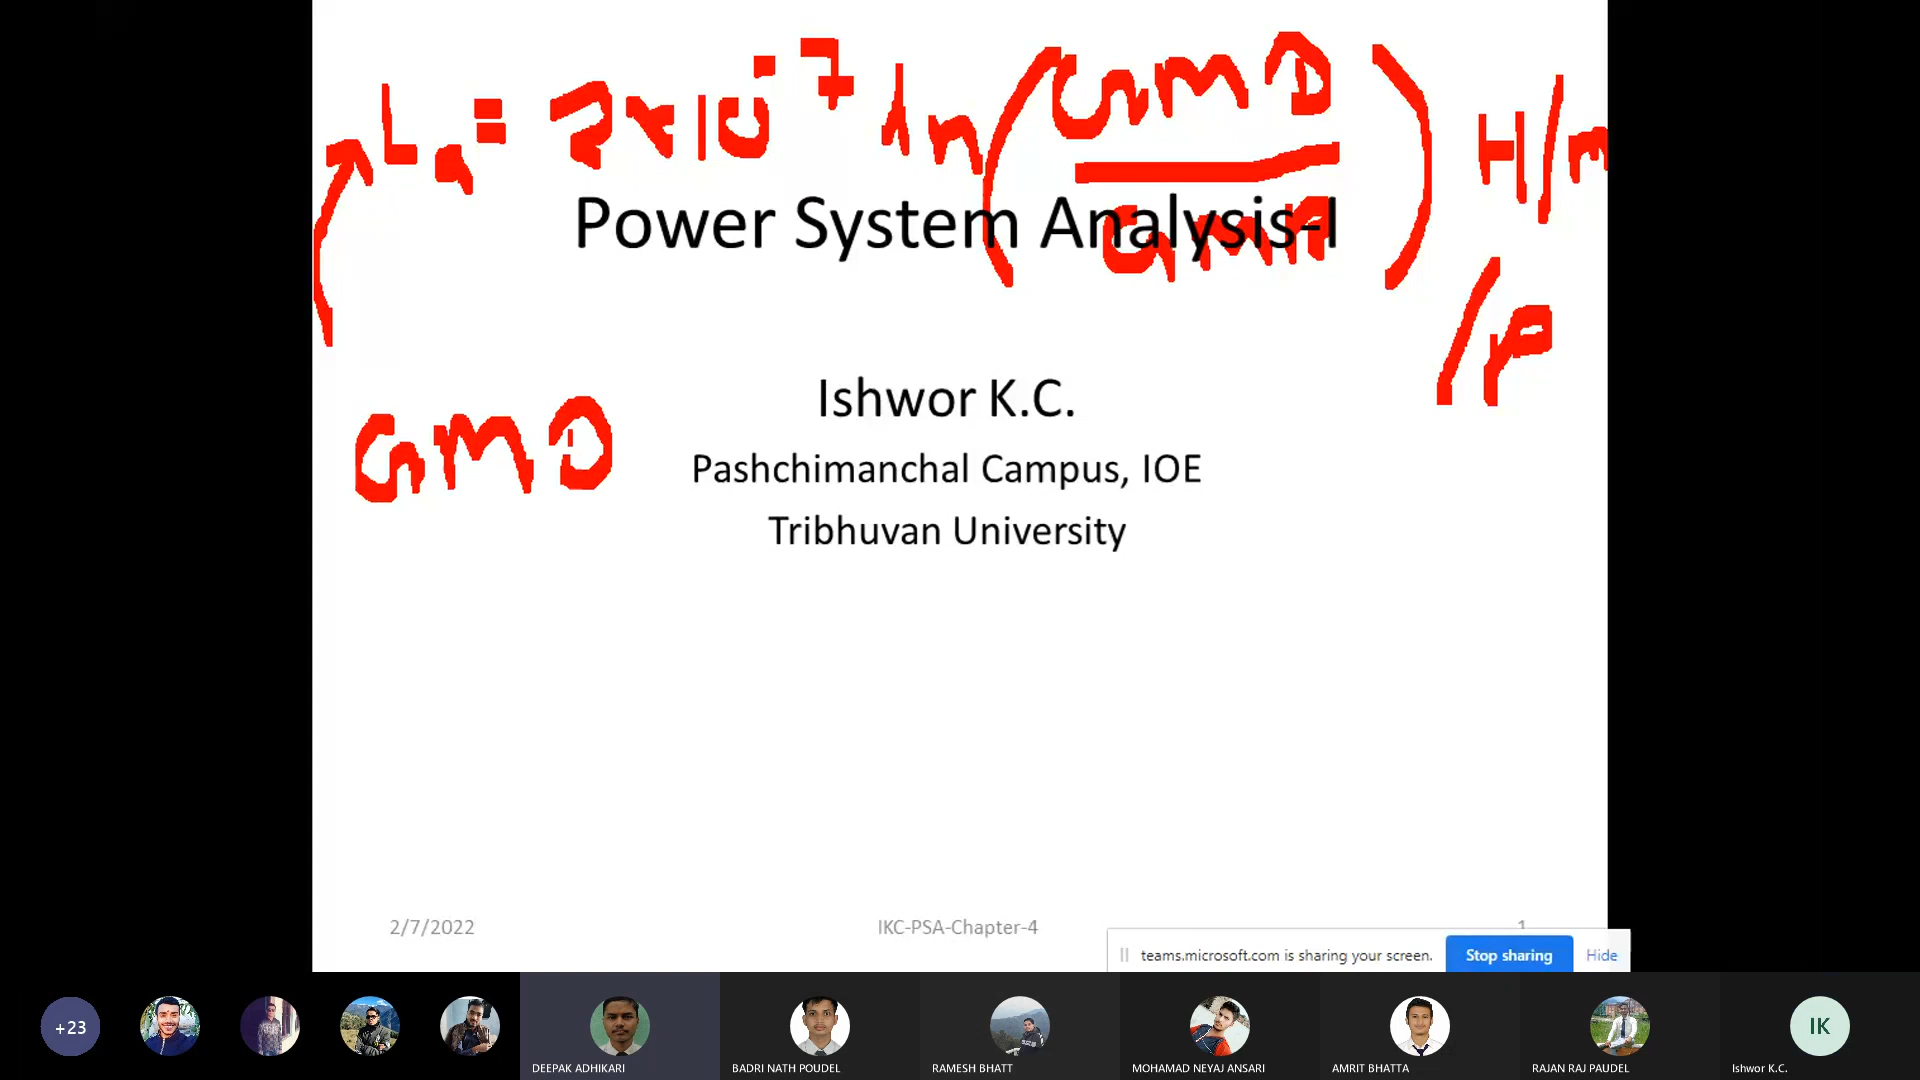 La = 2x10^-7 ln(GMD/GMR) H/m
/P
Power System Analysis-I
Ishwor K.C.
GMD
Pashchimanchal Campus, IOE
Tribhuvan University
2/7/2022
IKC-PSA-Chapter-4
1
teams.microsoft.com is sharing your screen.
Stop sharing
Hide
+23
DEEPAK ADHIKARI
BADRI NATH POUDEL
RAMESH BHATT
MOHAMAD NEYAJ ANSARI
AMRIT BHATTA
RAJAN RAJ PAUDEL
IK
Ishwor K.C.